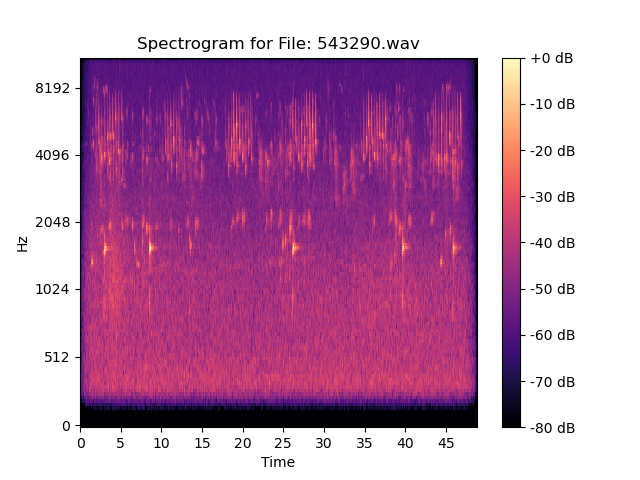 Spectrogram for File: 543290.wav
Hz
8192
4096
2048
1024
512
0
0 5 10 15 20 25 30 35 40 45
Time
+0 dB
-10 dB
-20 dB
-30 dB
-40 dB
-50 dB
-60 dB
-70 dB
-80 dB